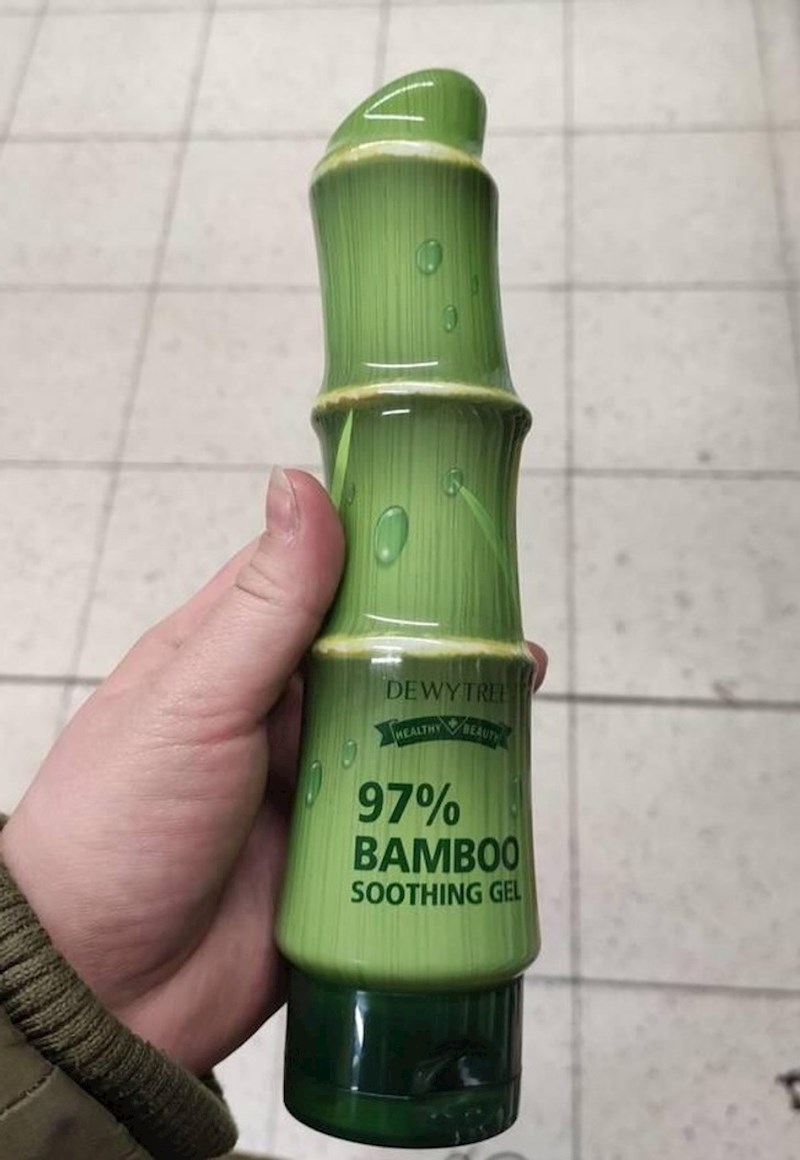 DEWYTREE
HEALTHY BEAUTY
97%
BAMBOO
SOOTHING GEL